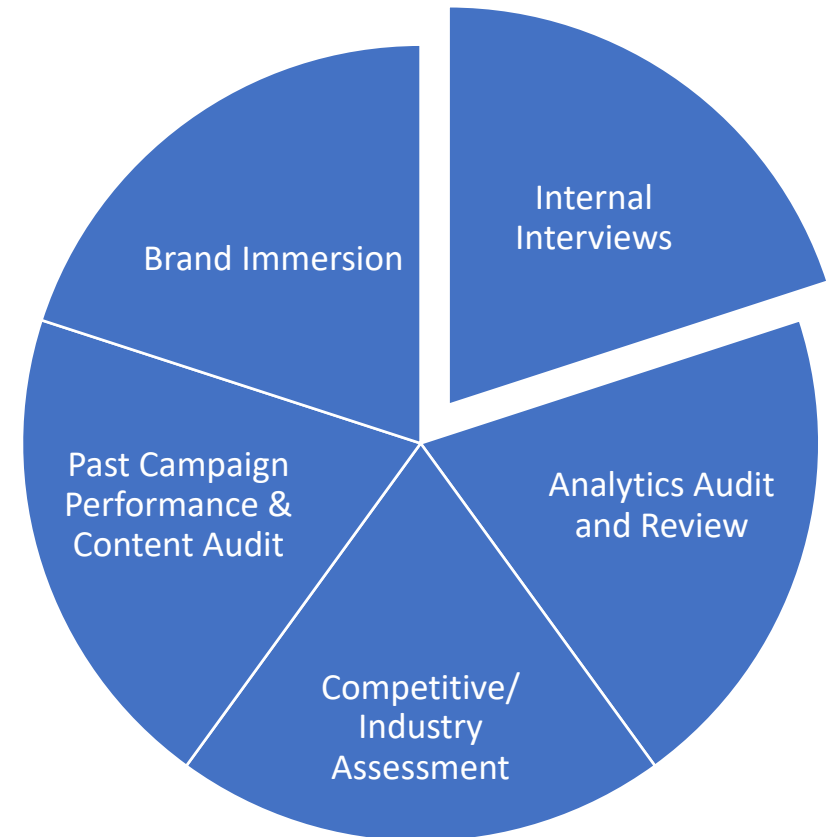 Internal
Interviews
Brand Immersion
Past Campaign
Performance &
Content Audit
Analytics Audit
and Review
Competitive/
Industry
Assessment